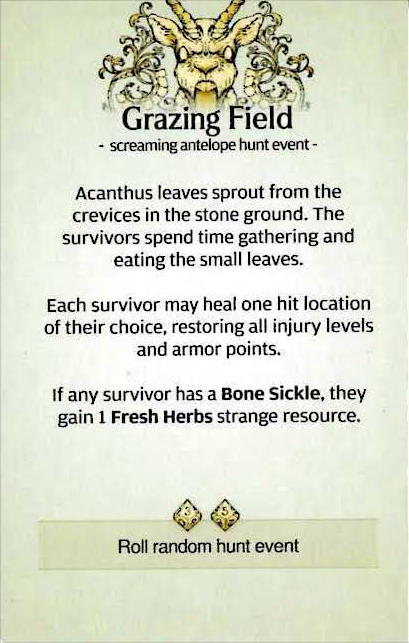 Grazing Field
- screaming antelope hunt event -
Acanthus leaves sprout from the
crevices in the stone ground. The
survivors spend time gathering and
eating the small leaves.
Each survivor may heal one hit location
of their choice, restoring all injury levels
and armor points.
If any survivor has a Bone Sickle, they
gain 1 Fresh Herbs strange resource.
3 3
Roll random hunt event